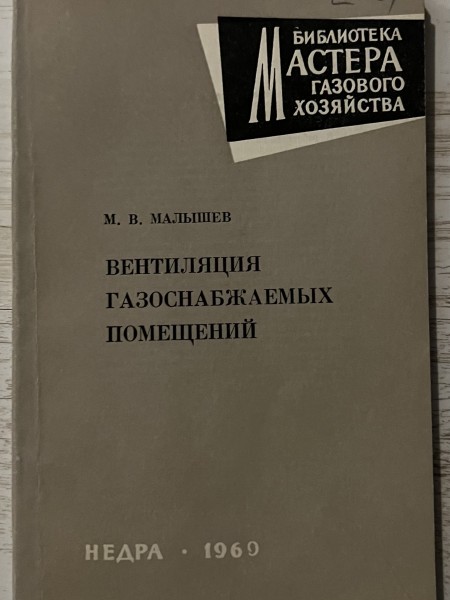 БИБЛИОТЕКА
МАСТЕРА
ГАЗОВОГО
ХОЗЯЙСТВА
М. В. МАЛЫШЕВ
ВЕНТИЛЯЦИЯ
ГАЗОСНАБЖАЕМЫХ
ПОМЕЩЕНИЙ
НЕДРА · 1969